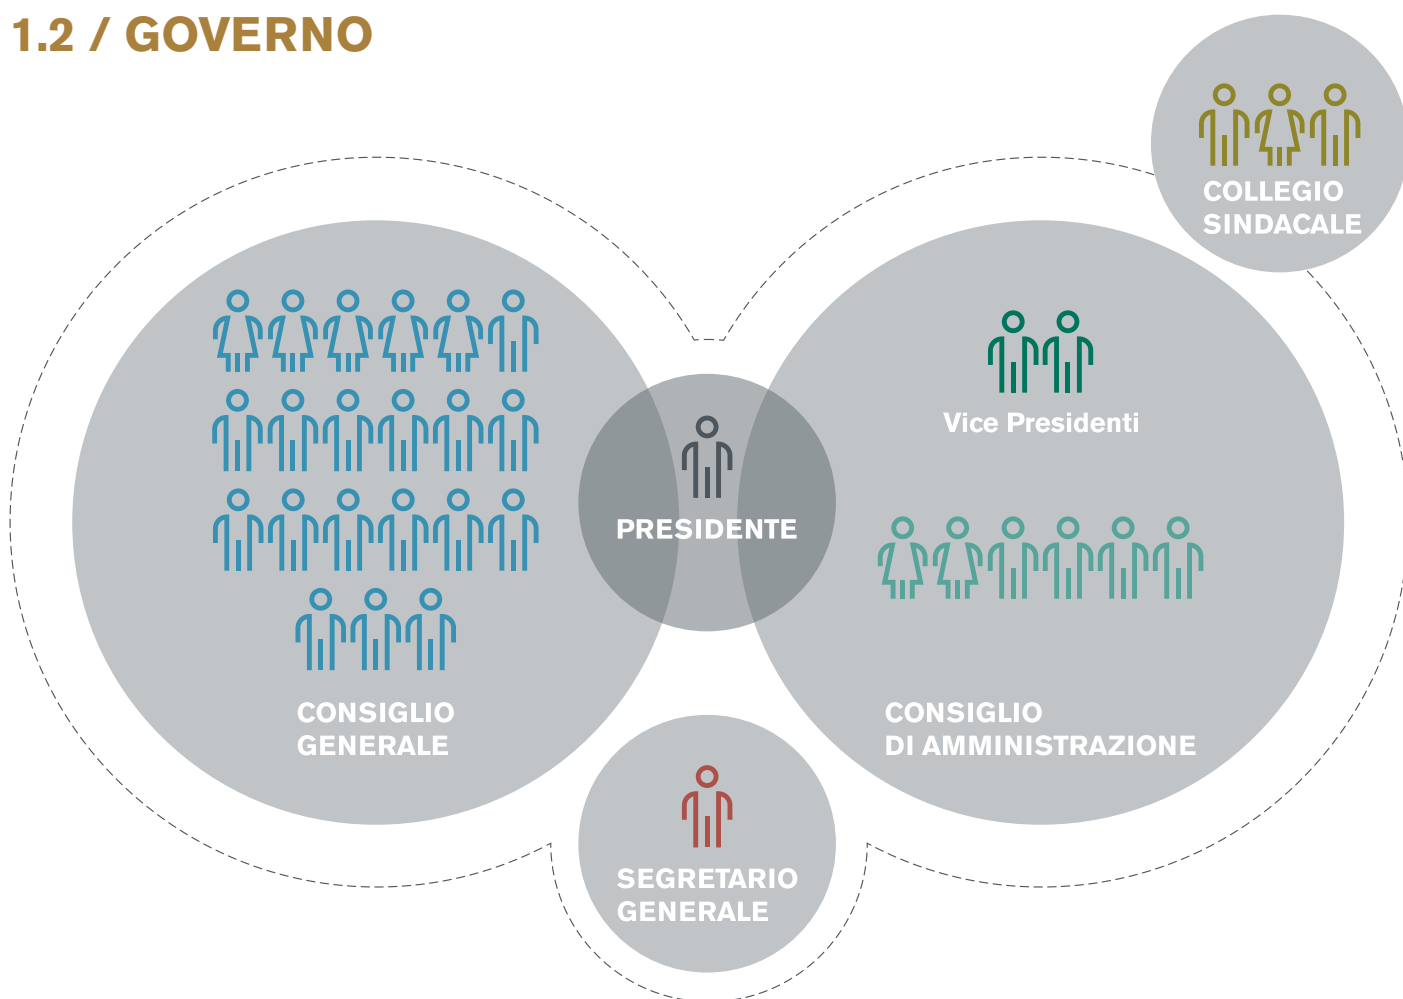 1.2 / GOVERNO
COLLEGIO
SINDACALE
Vice Presidenti
PRESIDENTE
CONSIGLIO
GENERALE
CONSIGLIO
DI AMMINISTRAZIONE
SEGRETARIO
GENERALE